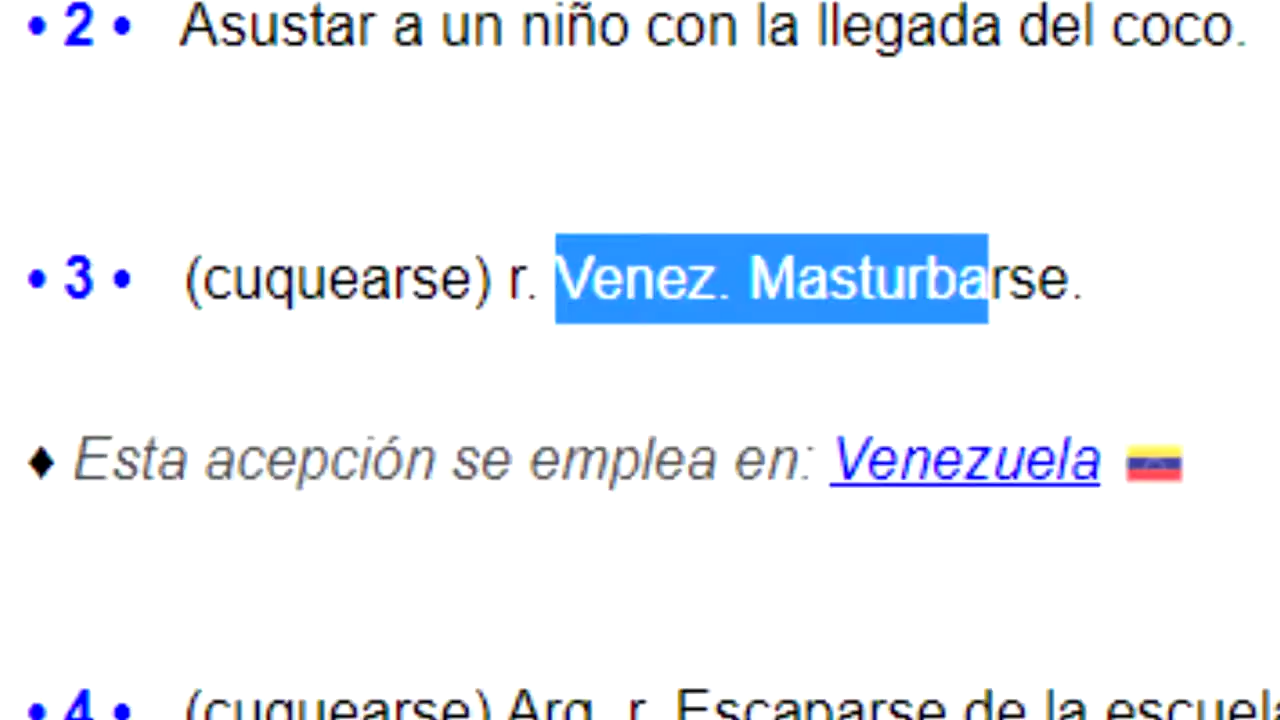 • 2 • Asustar a un niño con la llegada del coco.
• 3 • (cuquearse) r. Venez. Masturbarse.
♦ Esta acepción se emplea en: Venezuela
• 4 • (cuquearse) Arg. r. Escaparse de la escuela